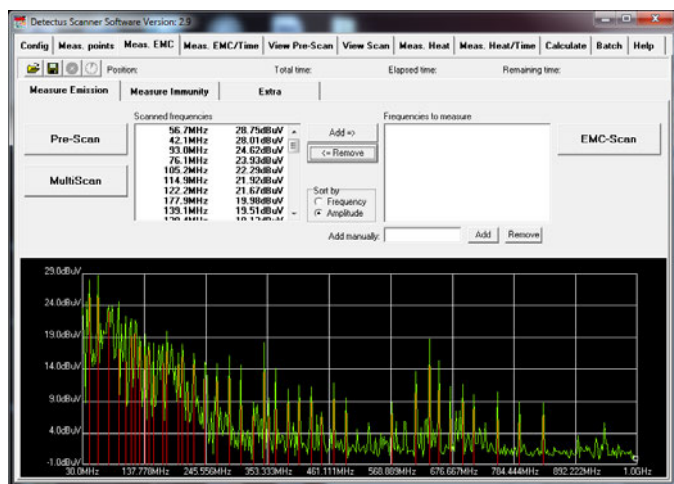 Detectus Scanner Software Version: 2.9
Config Meas. points Meas. EMC Meas. EMC/Time View Pre-Scan View Scan Meas. Heat Meas. Heat/Time Calculate Batch Help
Position: Total time: Elapsed time: Remaining time:
Measure Emission Measure Immunity Extra
Scanned frequencies Frequencies to measure
Pre-Scan
MultiScan
56.7MHz 28.75dBuV
42.1MHz 28.01dBuV
93.0MHz 24.62dBuV
76.1MHz 23.93dBuV
105.2MHz 22.29dBuV
114.9MHz 21.92dBuV
122.2MHz 21.67dBuV
177.9MHz 19.98dBuV
139.1MHz 19.51dBuV
Add =>
<= Remove
Sort by
Frequency
Amplitude
EMC-Scan
Add manually: Add Remove
29.0dBuV
24.0dBuV
19.0dBuV
14.0dBuV
9.0dBuV
4.0dBuV
-1.0dBuV
30.0MHz 137.778MHz 245.556MHz 353.333MHz 461.111MHz 568.889MHz 676.667MHz 784.444MHz 892.222MHz 1.0GHz